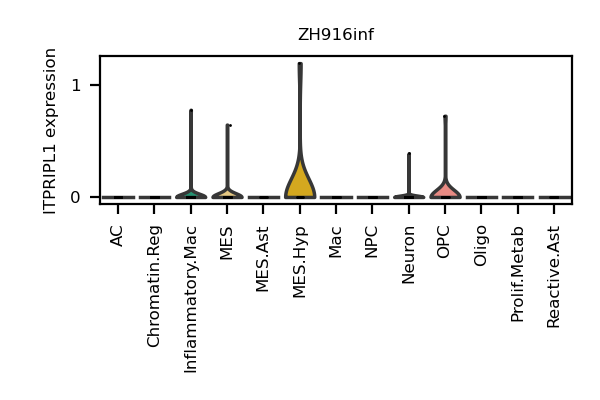 ZH916inf
ITPRIPL1 expression
1
0
AC
Chromatin.Reg
Inflammatory.Mac
MES
MES.Ast
MES.Hyp
Mac
NPC
Neuron
OPC
Oligo
Prolif.Metab
Reactive.Ast